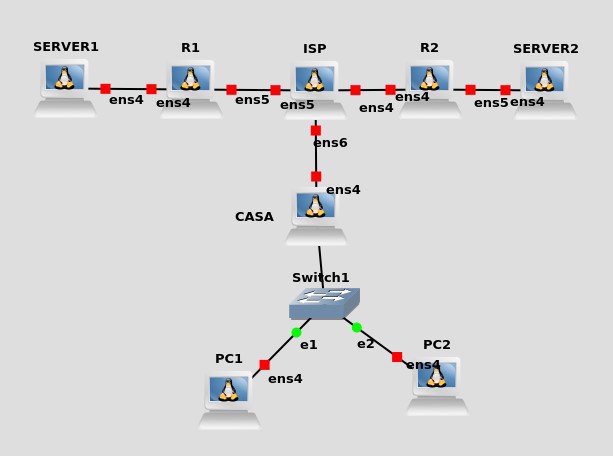 SERVER1
R1
ISP
R2
SERVER2
ens4
ens4
ens5
ens5
ens4
ens4
ens5
ens4
ens6
ens4
CASA
Switch1
e1
e2
PC1
PC2
ens4
ens4